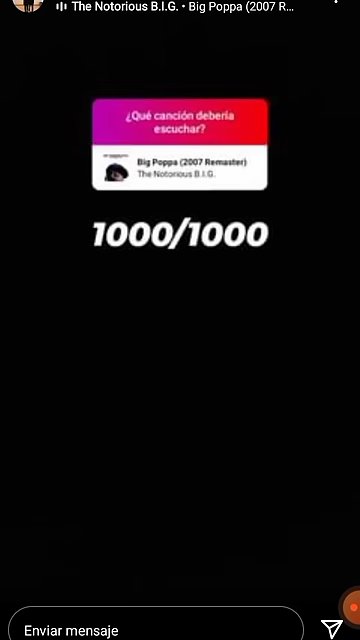 The Notorious B.I.G. • Big Poppa (2007 R...
¿Qué canción debería
escuchar?
Big Poppa (2007 Remaster)
The Notorious B.I.G.
1000/1000
Enviar mensaje